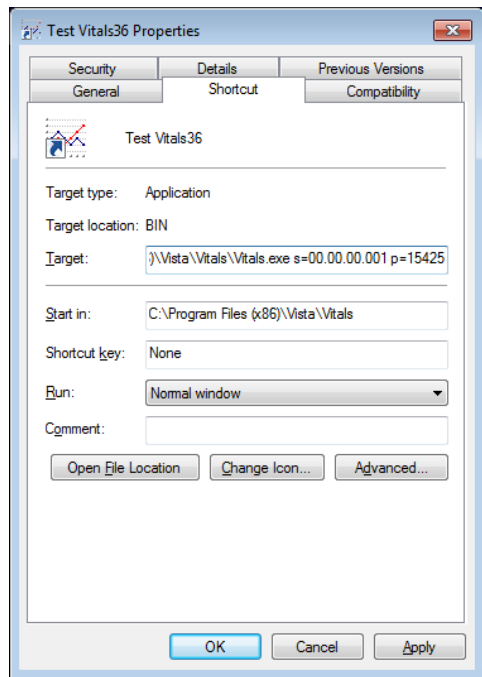 Test Vitals36 Properties
Security Details Previous Versions
General Shortcut Compatibility
Test Vitals36
Target type: Application
Target location: BIN
Target: )\Vista\Vitals\Vitals.exe s=00.00.00.001 p=15425
Start in: C:\Program Files (x86)\Vista\Vitals
Shortcut key: None
Run: Normal window
Comment:
Open File Location Change Icon... Advanced...
OK Cancel Apply